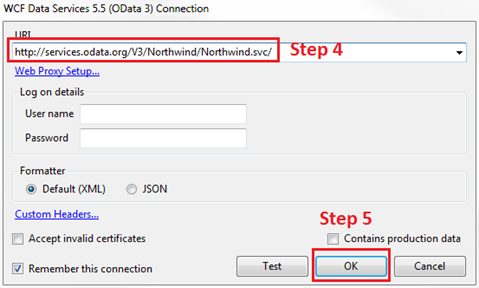 WCF Data Services 5.5 (OData 3) Connection
URI
http://services.odata.org/V3/Northwind/Northwind.svc/
Step 4
Web Proxy Setup...
Log on details
User name
Password
Formatter
Default (XML) JSON
Custom Headers...
Step 5
Accept invalid certificates Contains production data
Remember this connection Test OK Cancel